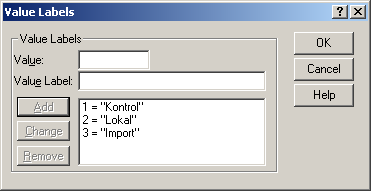 Value Labels
Value Labels
Value:
Value Label:
Add
Change
Remove
1 = "Kontrol"
2 = "Lokal"
3 = "Import"
OK
Cancel
Help